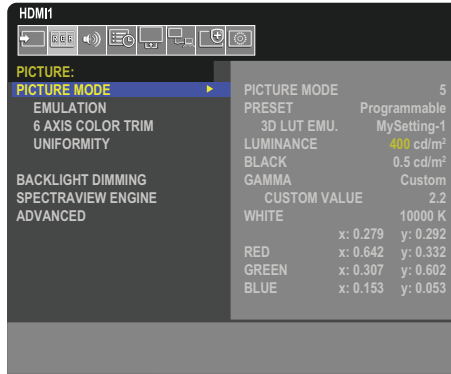 HDMI1
RGB
PICTURE:
PICTURE MODE
EMULATION
6 AXIS COLOR TRIM
UNIFORMITY
BACKLIGHT DIMMING
SPECTRAVIEW ENGINE
ADVANCED
PICTURE MODE 5
PRESET Programmable
3D LUT EMU. MySetting-1
LUMINANCE 400 cd/m²
BLACK 0.5 cd/m²
GAMMA Custom
CUSTOM VALUE 2.2
WHITE 10000 K
x: 0.279 y: 0.292
RED x: 0.642 y: 0.332
GREEN x: 0.307 y: 0.602
BLUE x: 0.153 y: 0.053